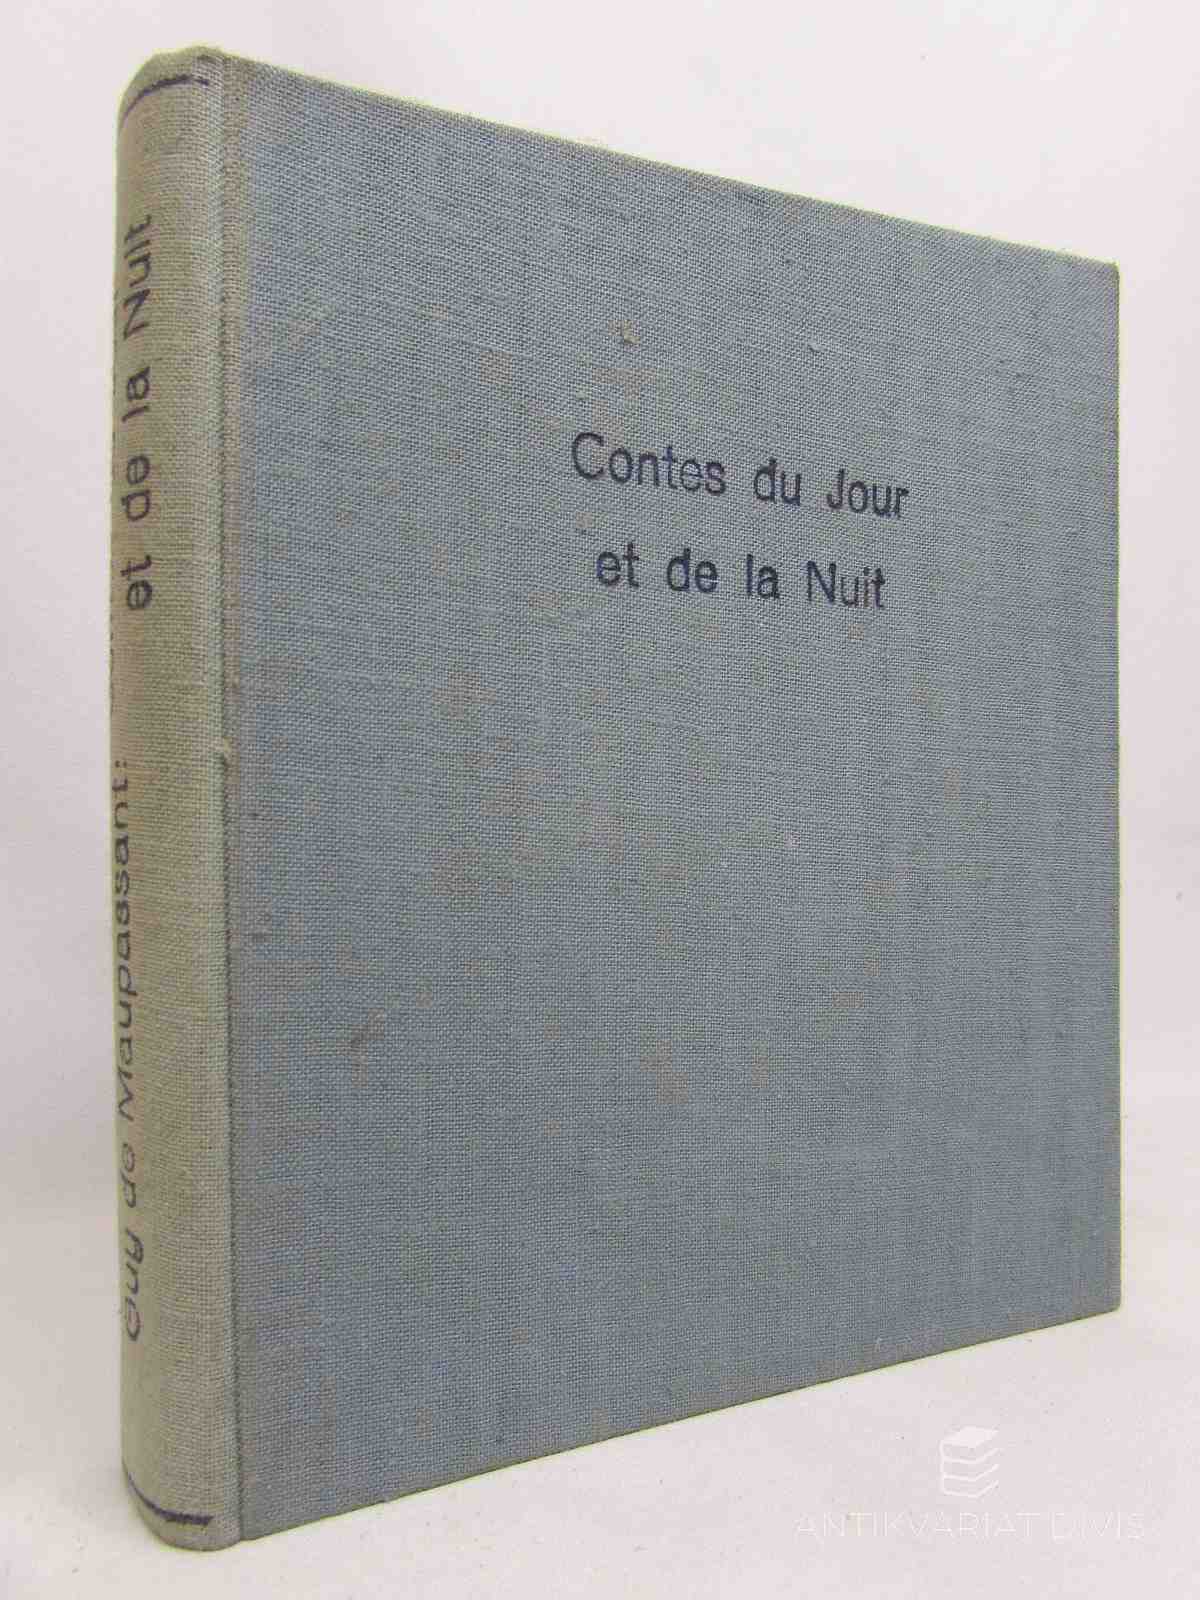 Contes du Jour
et de la Nuit
Guy de Maupassant:
et de la Nuit
ANTIKVARIAT DIVIS